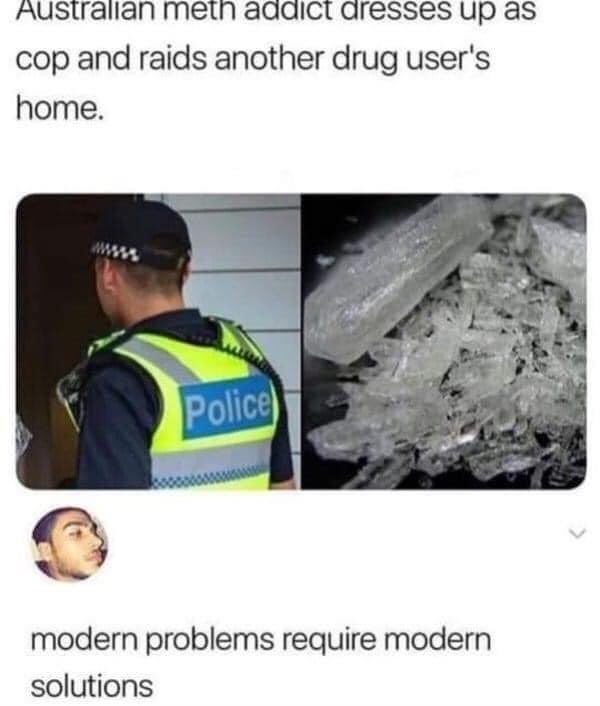 Australian meth addict dresses up as
cop and raids another drug user's
home.
Police
modern problems require modern
solutions